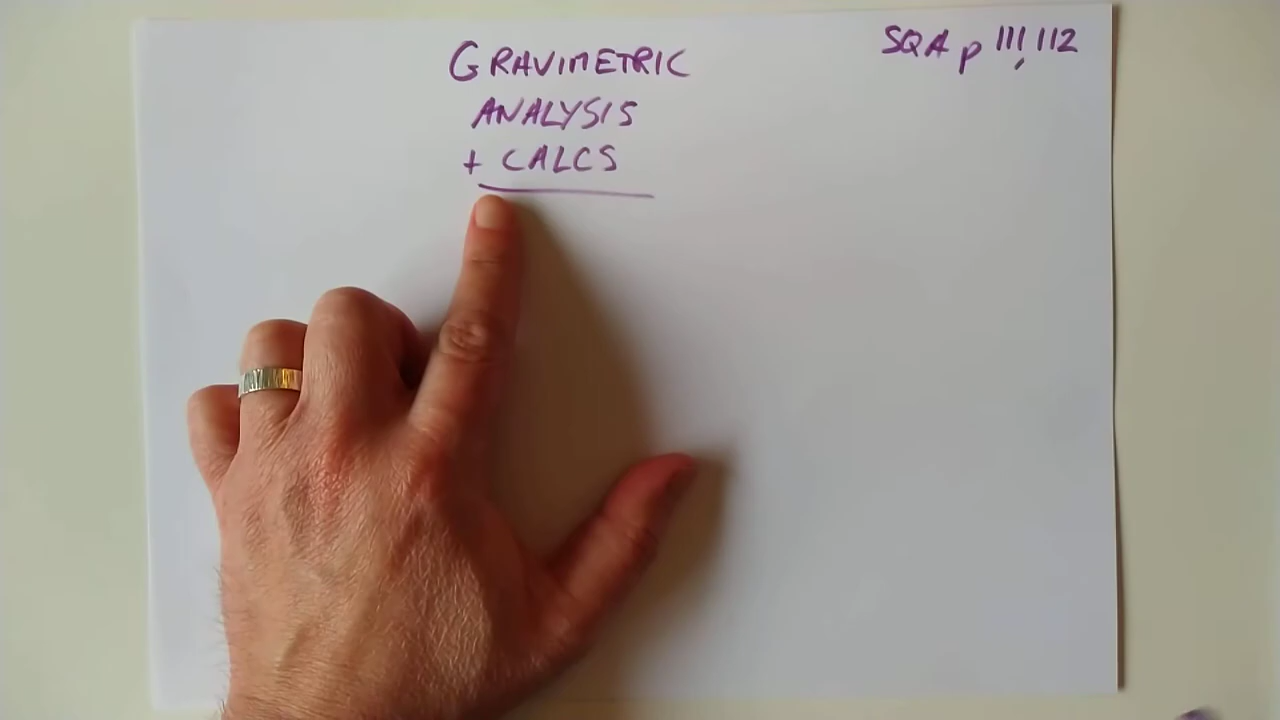 GRAVIMETRIC
ANALYSIS
+ CALCS
SQA p 111, 112